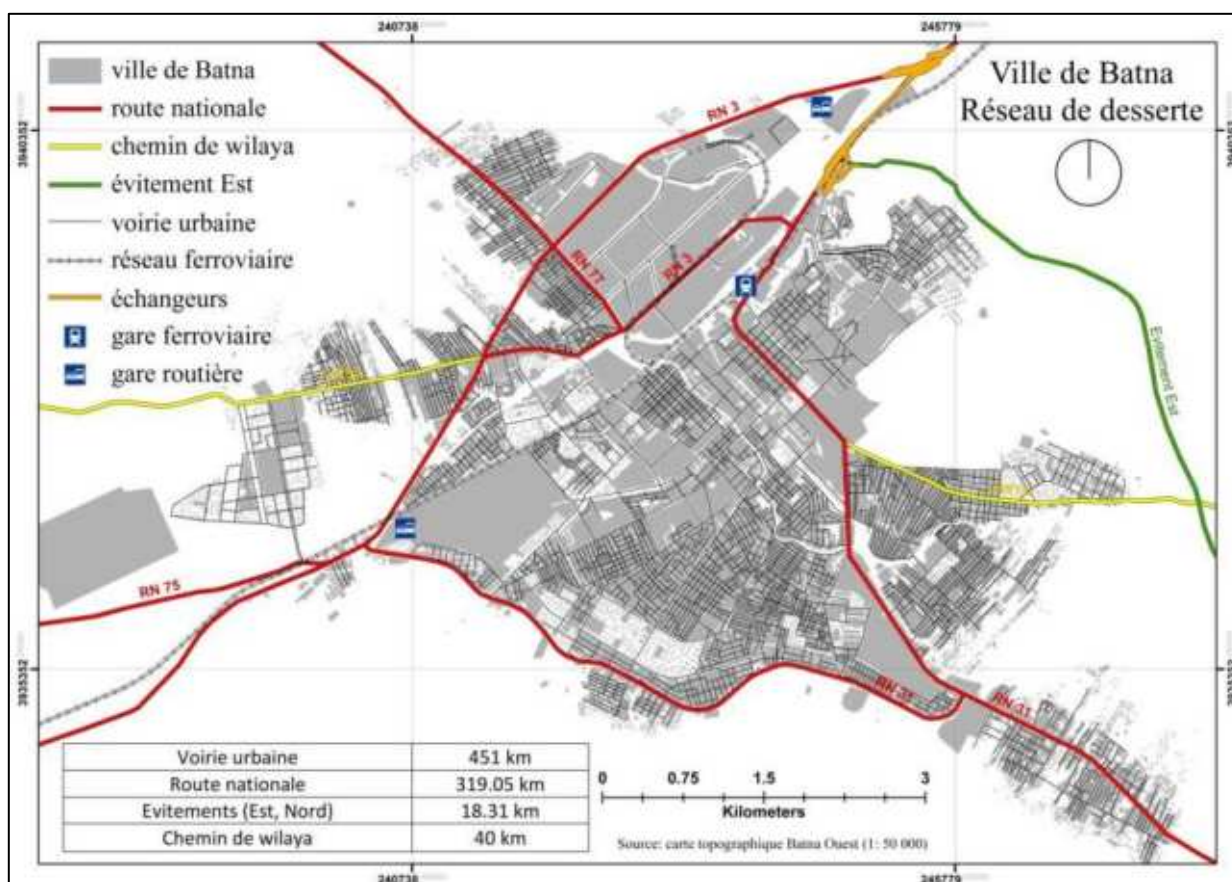 240738
245779
ville de Batna
route nationale
chemin de wilaya
évitement Est
voirie urbaine
réseau ferroviaire
échangeurs
gare ferroviaire
gare routière
Ville de Batna
Réseau de desserte
3940352
RN 3
RN 77
RN 3
Evitement Est
RN 75
3935352
RN 31
RN 31
Voirie urbaine 451 km
Route nationale 319.05 km
Evitements (Est, Nord) 18.31 km
Chemin de wilaya 40 km
0 0.75 1.5 3
Kilometers
Source: carte topographique Batna Ouest (1: 50 000)
240738
245779